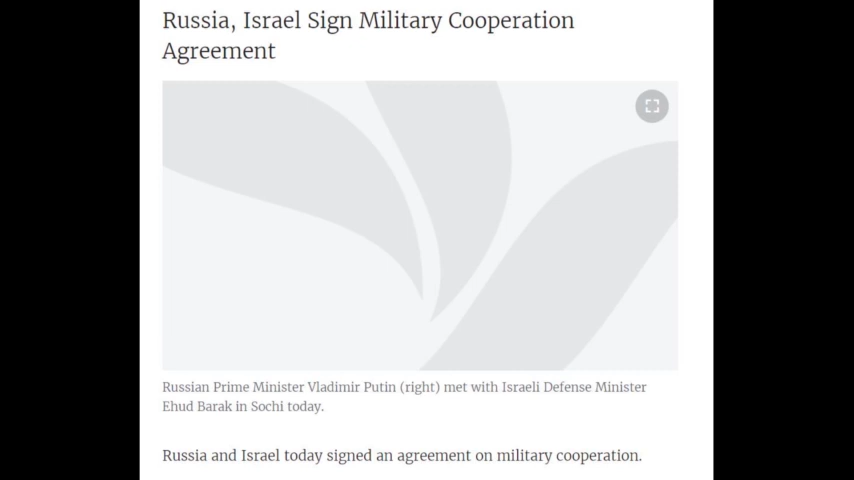 Russia, Israel Sign Military Cooperation
Agreement
Russian Prime Minister Vladimir Putin (right) met with Israeli Defense Minister
Ehud Barak in Sochi today.
Russia and Israel today signed an agreement on military cooperation.